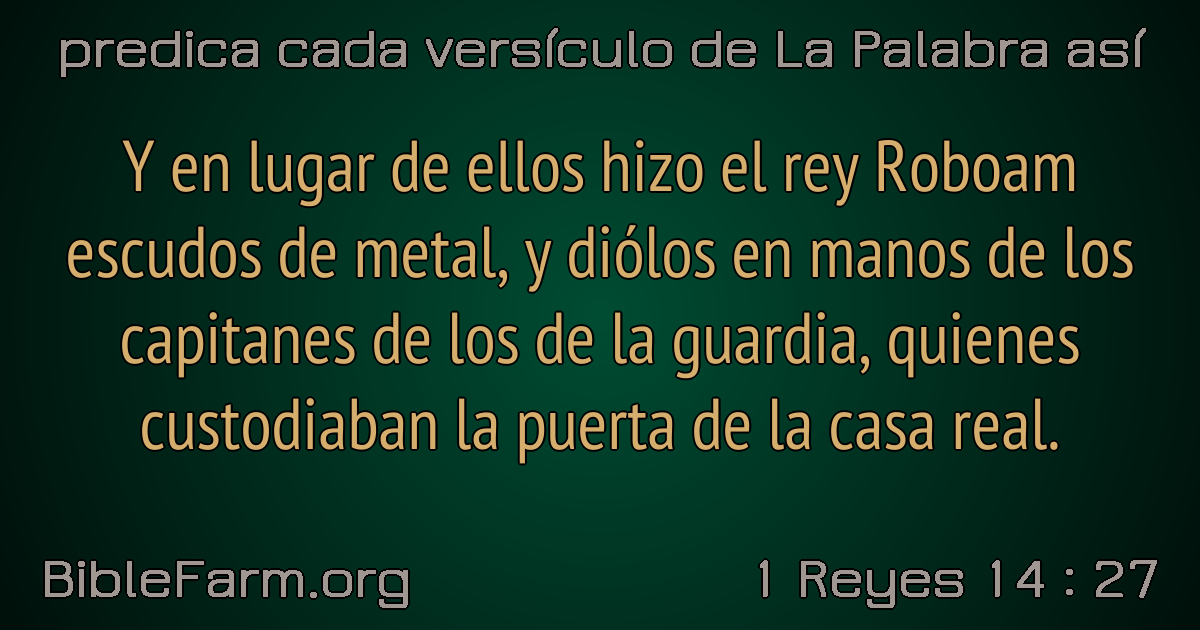 predica cada versículo de La Palabra así
Y en lugar de ellos hizo el rey Roboam
escudos de metal, y diólos en manos de los
capitanes de los de la guardia, quienes
custodiaban la puerta de la casa real.
BibleFarm.org
1 Reyes 14 : 27